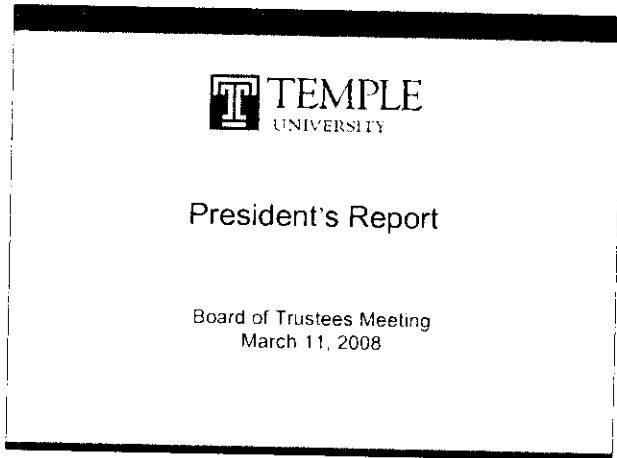 TEMPLE
UNIVERSITY
President's Report
Board of Trustees Meeting
March 11, 2008